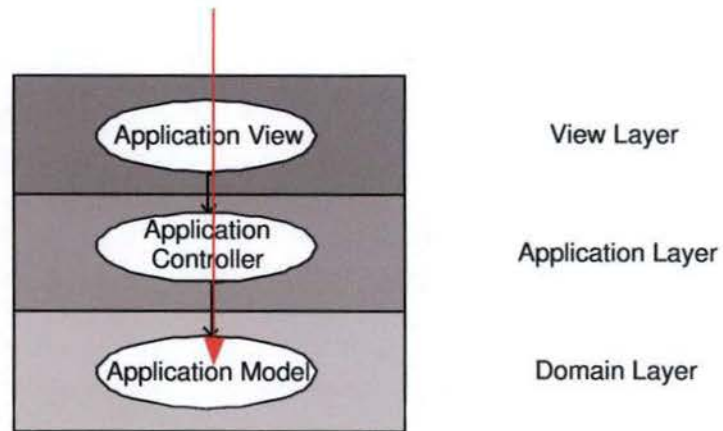 Application View
View Layer
Application
Controller
Application Layer
Application Model
Domain Layer